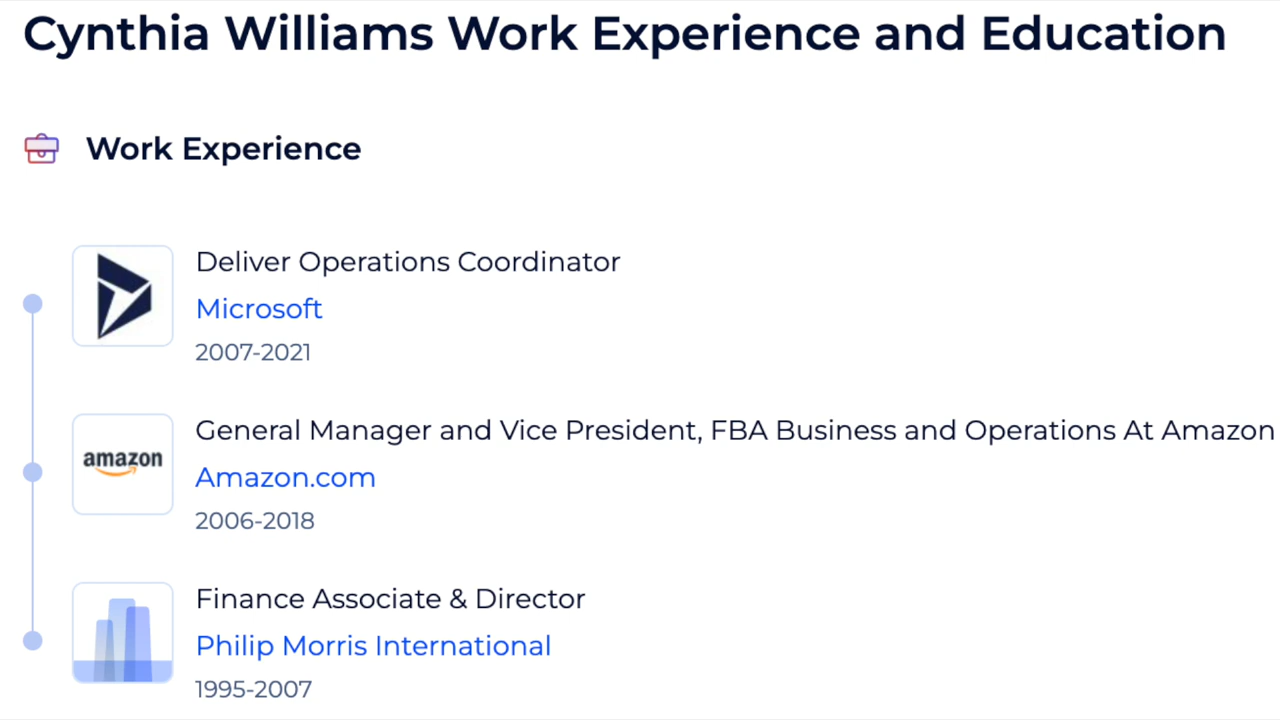 Cynthia Williams Work Experience and Education
Work Experience
Deliver Operations Coordinator
Microsoft
2007-2021
amazon
General Manager and Vice President, FBA Business and Operations At Amazon
Amazon.com
2006-2018
Finance Associate & Director
Philip Morris International
1995-2007